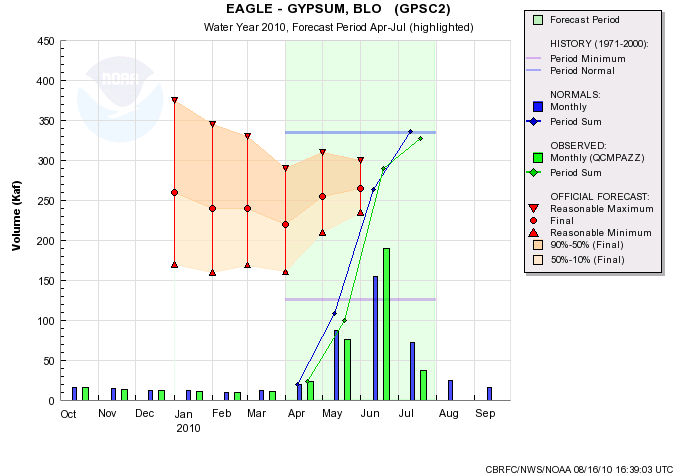 EAGLE - GYPSUM, BLO (GPSC2)
Water Year 2010, Forecast Period Apr-Jul (highlighted)
NOAA
Volume (Kaf)
450
400
350
300
250
200
150
100
50
0
Oct Nov Dec Jan Feb Mar Apr May Jun Jul Aug Sep
2010
Forecast Period
HISTORY (1971-2000):
Period Minimum
Period Normal
NORMALS:
Monthly
Period Sum
OBSERVED:
Monthly (QCMPAZZ)
Period Sum
OFFICIAL FORECAST:
Reasonable Maximum
Final
Reasonable Minimum
90%-50% (Final)
50%-10% (Final)
CBRFC/NWS/NOAA 08/16/10 16:39:03 UTC